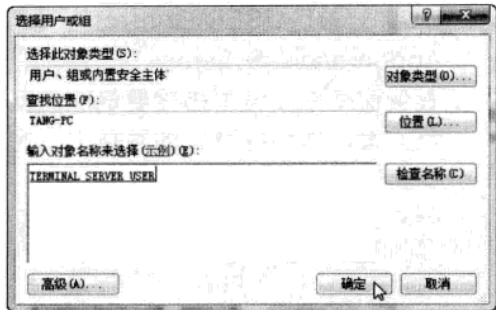 选择用户或组
选择此对象类型(S):
用户、组或内置安全主体
对象类型(O)...
查找位置(F):
TANG-PC
位置(L)...
输入对象名称来选择(示例)(E):
TERMINAL SERVER USER
检查名称(C)
高级(A)...
确定
取消